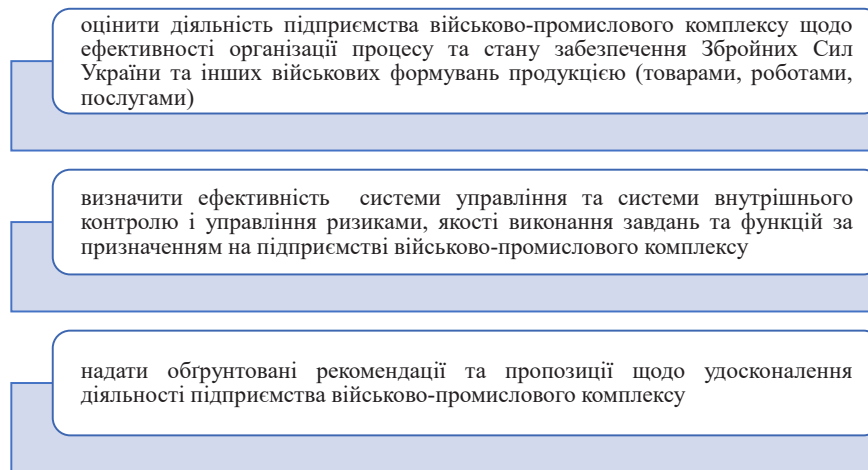 оцінити діяльність підприємства військово-промислового комплексу щодо
ефективності організації процесу та стану забезпечення Збройних Сил
України та інших військових формувань продукцією (товарами, роботами,
послугами)
визначити ефективність системи управління та системи внутрішнього
контролю і управління ризиками, якості виконання завдань та функцій за
призначенням на підприємстві військово-промислового комплексу
надати обґрунтовані рекомендації та пропозиції щодо удосконалення
діяльності підприємства військово-промислового комплексу